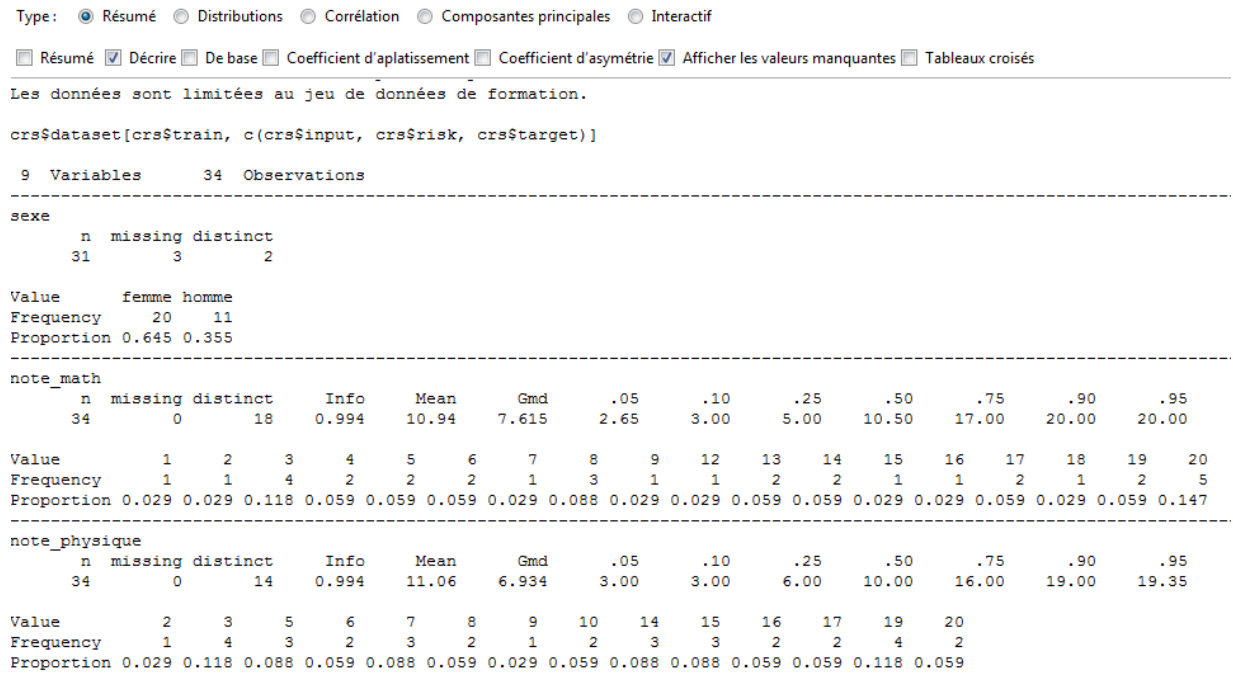 Type : Résumé Distributions Corrélation Composantes principales Interactif
Résumé Décrire De base Coefficient d'aplatissement Coefficient d'asymétrie Afficher les valeurs manquantes Tableaux croisés
Les données sont limitées au jeu de données de formation.
crs$dataset[crs$train, c(crs$input, crs$risk, crs$target)]
9 Variables 34 Observations
sexe
n missing distinct
31 3 2
Value femme homme
Frequency 20 11
Proportion 0.645 0.355
note_math
n missing distinct Info Mean Gmd .05 .10 .25 .50 .75 .90 .95
34 0 18 0.994 10.94 7.615 2.65 3.00 5.00 10.50 17.00 20.00 20.00
Value 1 2 3 4 5 6 7 8 9 12 13 14 15 16 17 18 19 20
Frequency 1 1 4 2 2 2 1 3 1 1 2 2 1 1 2 1 2 5
Proportion 0.029 0.029 0.118 0.059 0.059 0.059 0.029 0.088 0.029 0.029 0.059 0.059 0.029 0.029 0.059 0.029 0.059 0.147
note_physique
n missing distinct Info Mean Gmd .05 .10 .25 .50 .75 .90 .95
34 0 14 0.994 11.06 6.934 3.00 3.00 6.00 10.00 16.00 19.00 19.35
Value 2 3 5 6 7 8 9 10 14 15 16 17 19 20
Frequency 1 4 3 2 3 2 1 2 3 3 2 2 4 2
Proportion 0.029 0.118 0.088 0.059 0.088 0.059 0.029 0.059 0.088 0.088 0.059 0.059 0.118 0.059